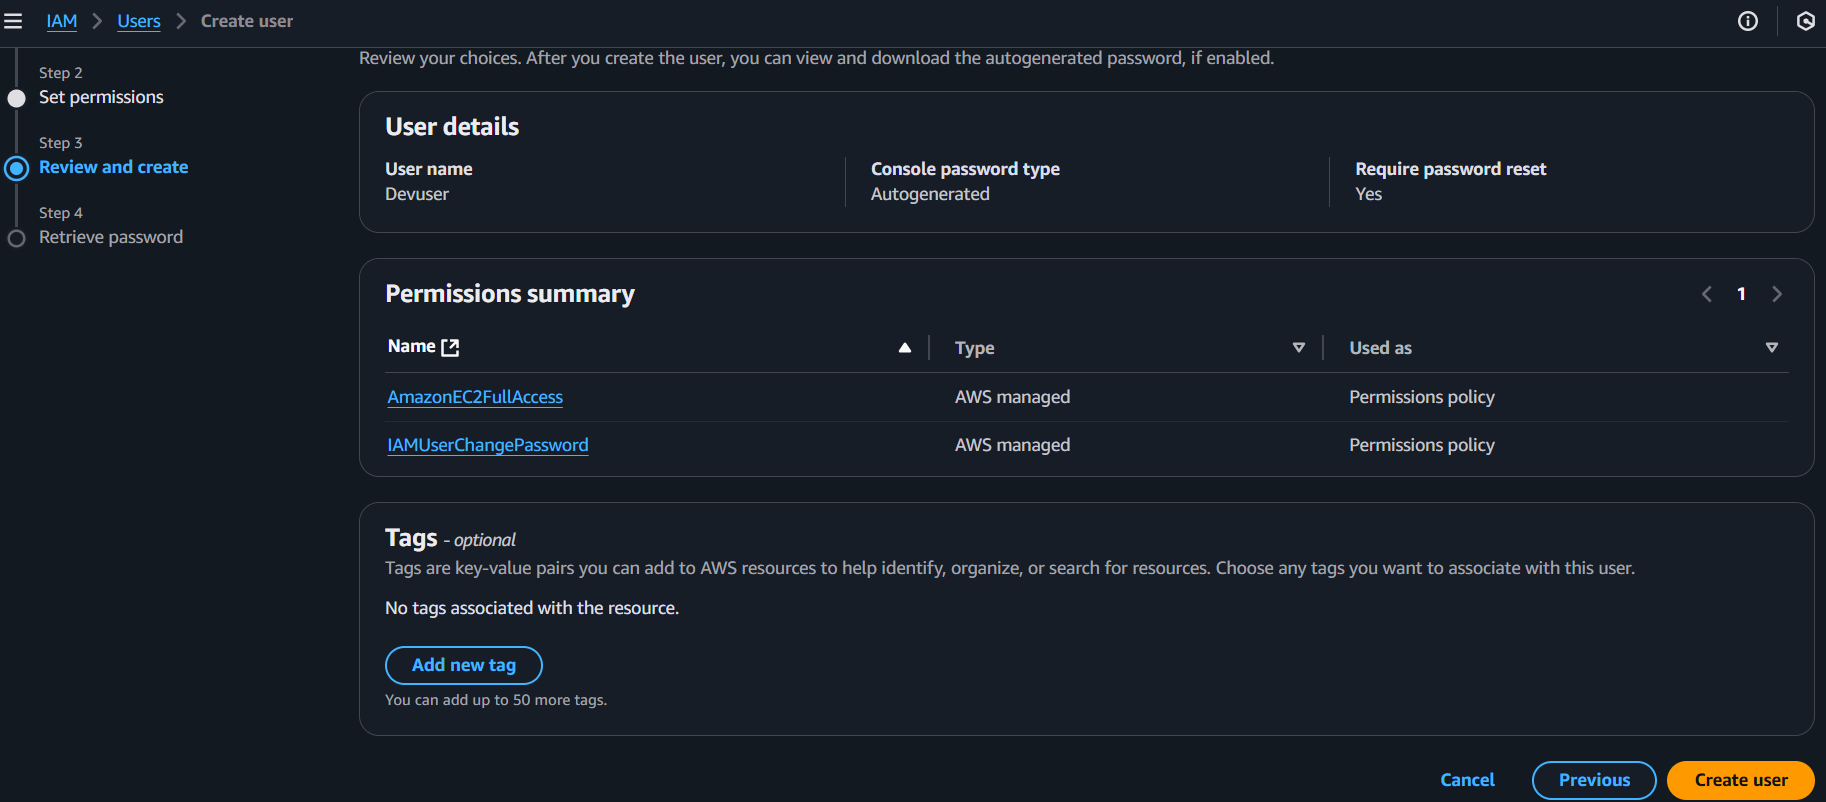 IAM > Users > Create user
Step 2
Set permissions
Step 3
Review and create
Step 4
Retrieve password
Review your choices. After you create the user, you can view and download the autogenerated password, if enabled.
User details
User name
Devuser
Console password type
Autogenerated
Require password reset
Yes
Permissions summary
1
Name Type Used as
AmazonEC2FullAccess AWS managed Permissions policy
IAMUserChangePassword AWS managed Permissions policy
Tags - optional
Tags are key-value pairs you can add to AWS resources to help identify, organize, or search for resources. Choose any tags you want to associate with this user.
No tags associated with the resource.
Add new tag
You can add up to 50 more tags.
Cancel Previous Create user